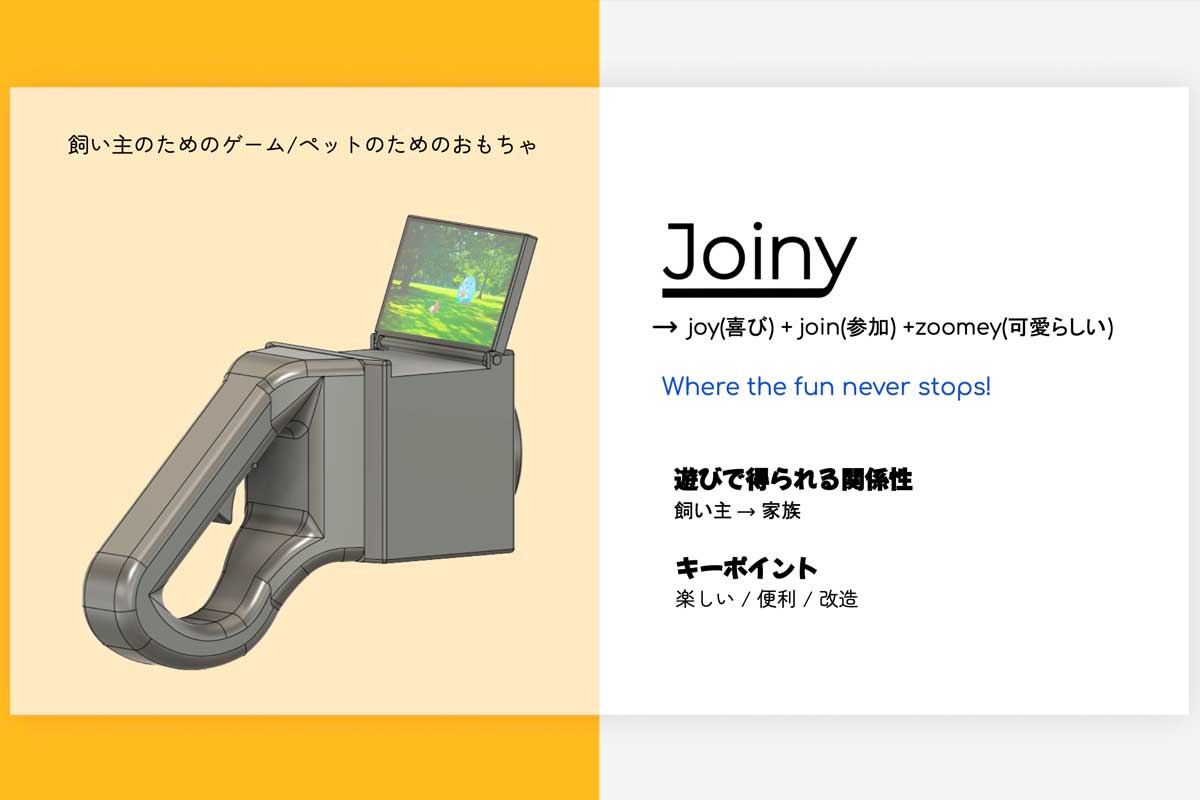 飼い主のためのゲーム/ペットのためのおもちゃ
Joiny
→ joy(喜び) + join(参加) +zoomey(可愛らしい)
Where the fun never stops!
遊びで得られる関係性
飼い主 → 家族
キーポイント
楽しい / 便利 / 改造